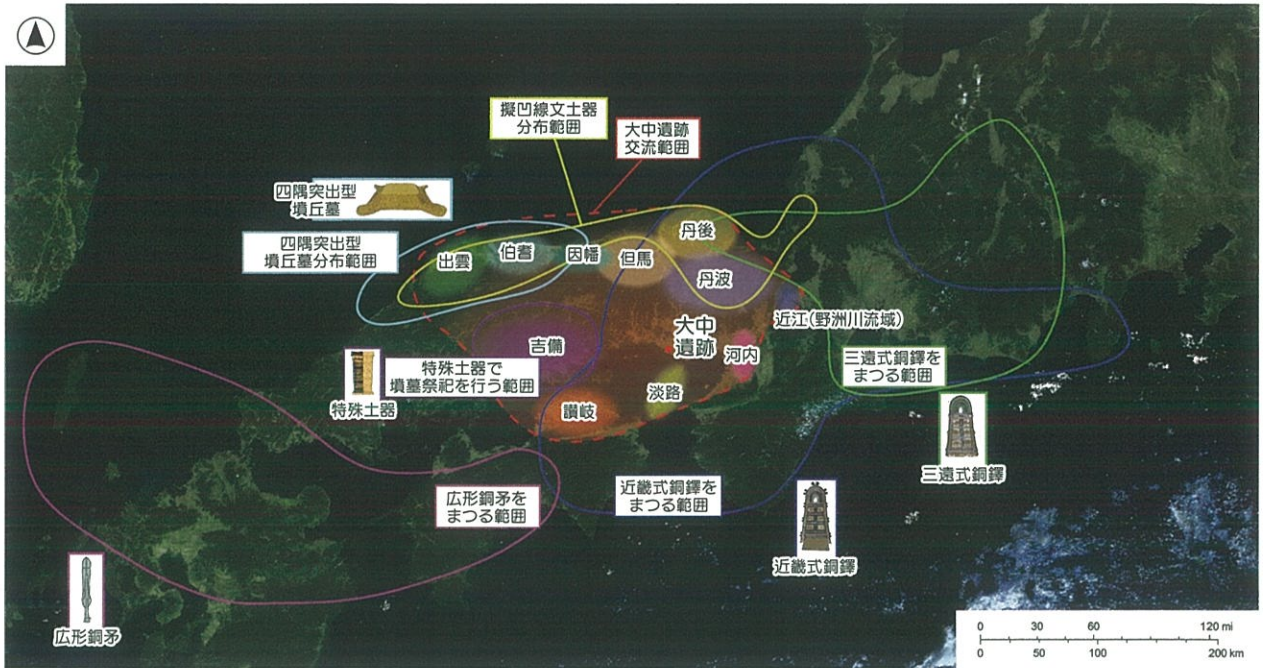 擬凹線文土器
分布範囲
大中遺跡
交流範囲
四隅突出型
墳丘墓
四隅突出型
墳丘墓分布範囲
出雲
伯耆
因幡
但馬
丹後
丹波
近江(野洲川流域)
大中
遺跡
吉備
河内
淡路
讃岐
特殊土器で
墳墓祭祀を行う範囲
特殊土器
三遠式銅鐸を
まつる範囲
三遠式銅鐸
広形銅矛を
まつる範囲
近畿式銅鐸を
まつる範囲
近畿式銅鐸
広形銅矛
0 30 60 120 mi
0 50 100 200 km